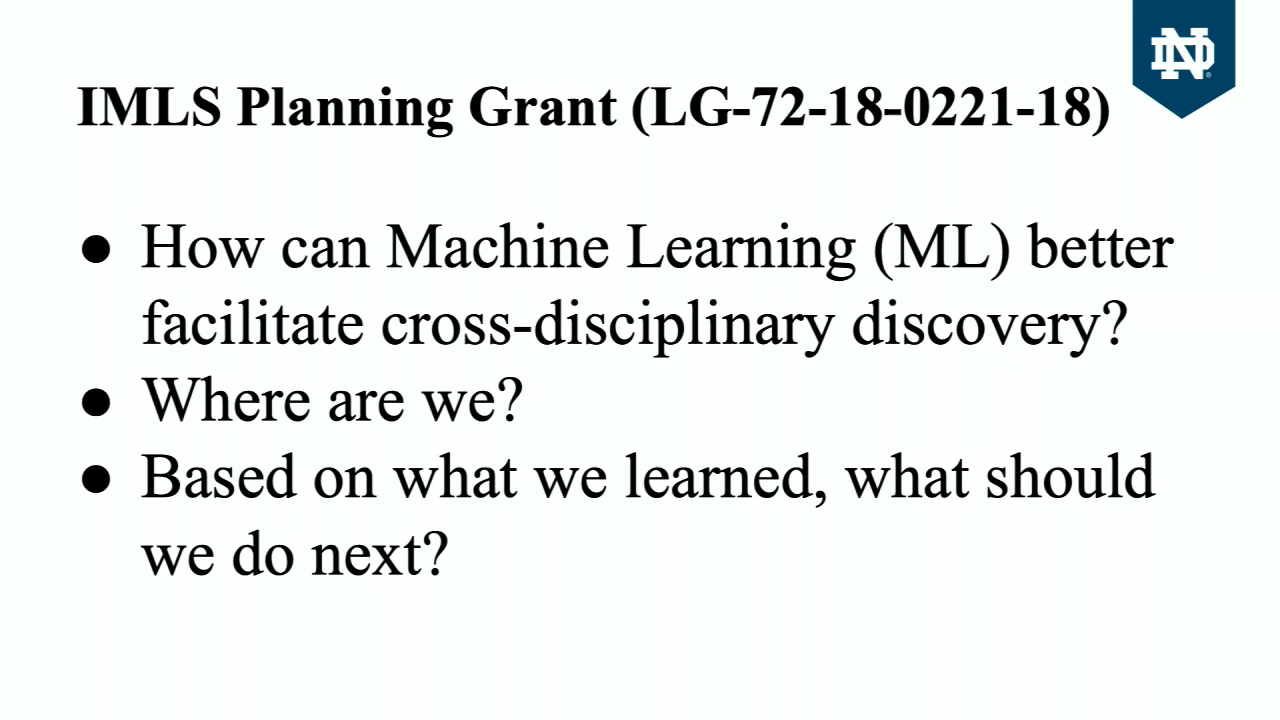 IMLS Planning Grant (LG-72-18-0221-18)
ND
● How can Machine Learning (ML) better
facilitate cross-disciplinary discovery?
● Where are we?
● Based on what we learned, what should
we do next?